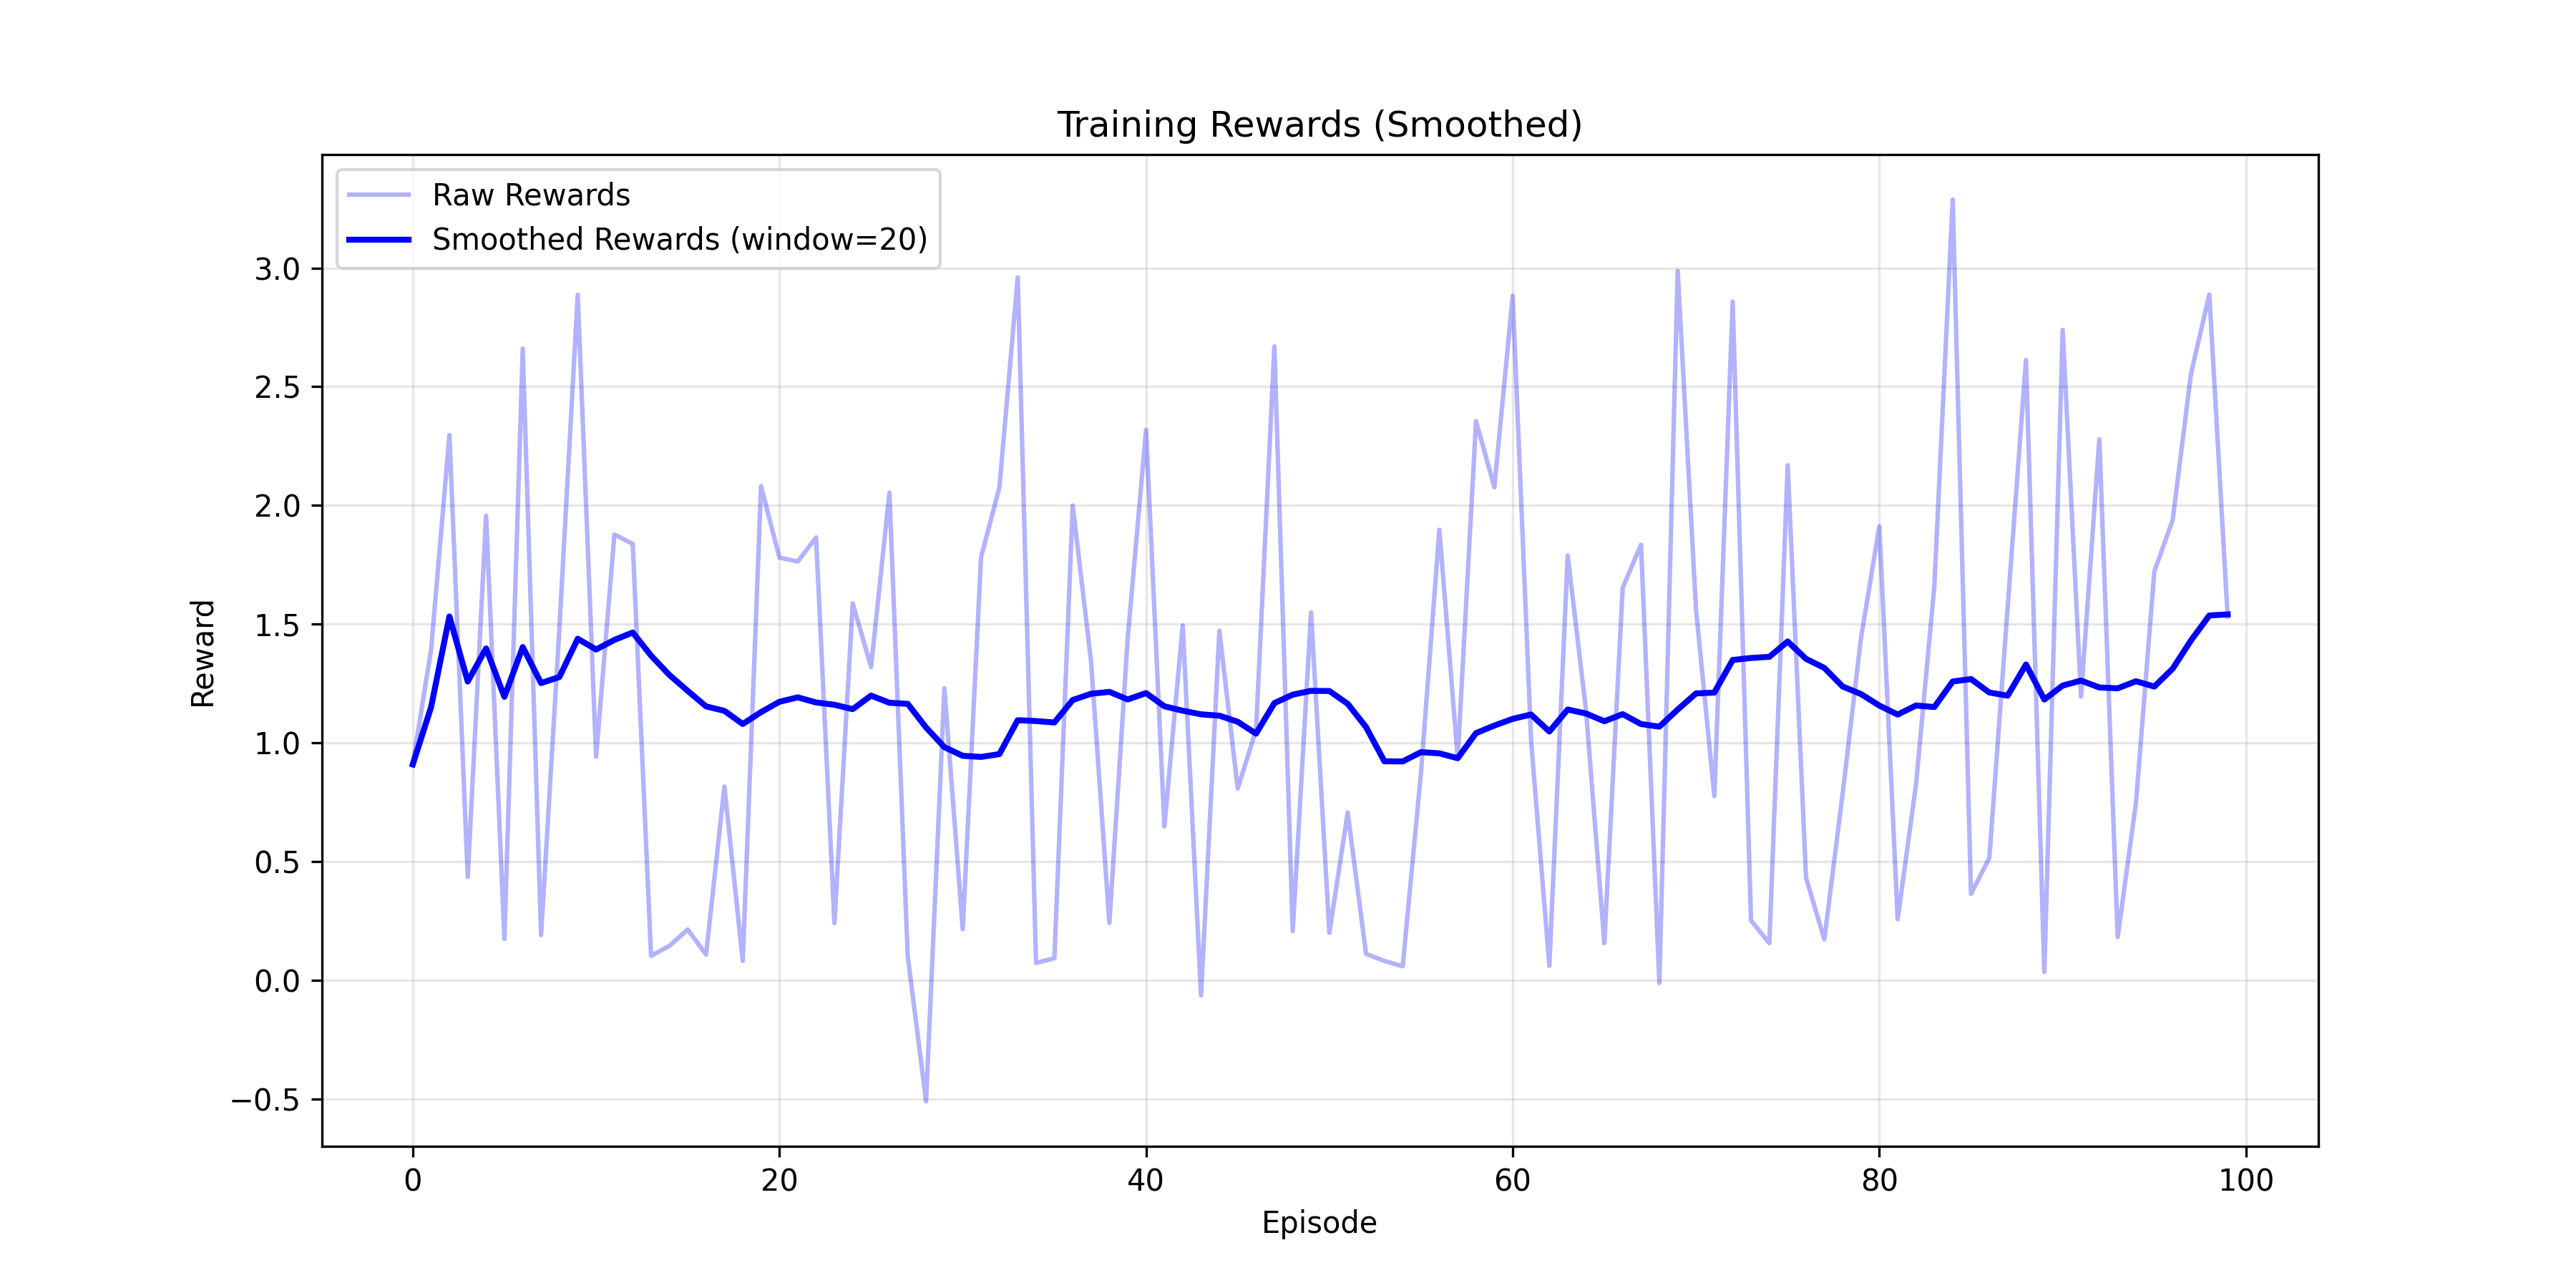 Training Rewards (Smoothed)
Raw Rewards
Smoothed Rewards (window=20)
3.0
2.5
2.0
1.5
1.0
0.5
0.0
−0.5
Reward
0 20 40 60 80 100
Episode